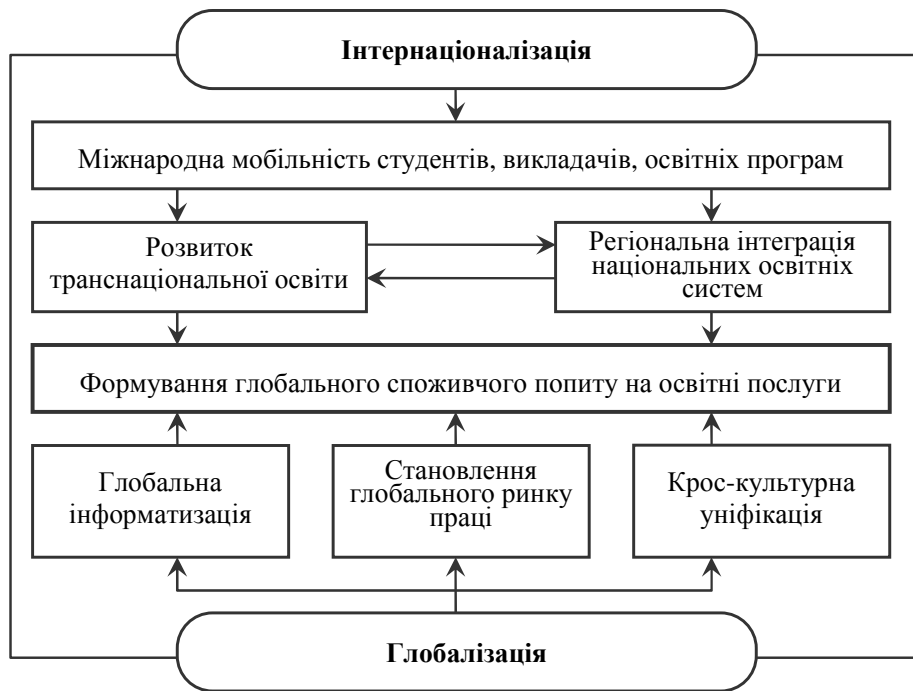 Інтернаціоналізація
Міжнародна мобільність студентів, викладачів, освітніх програм
Розвиток
транснаціональної освіти
Регіональна інтеграція
національних освітніх
систем
Формування глобального споживчого попиту на освітні послуги
Глобальна
інформатизація
Становлення
глобального ринку
праці
Крос-культурна
уніфікація
Глобалізація